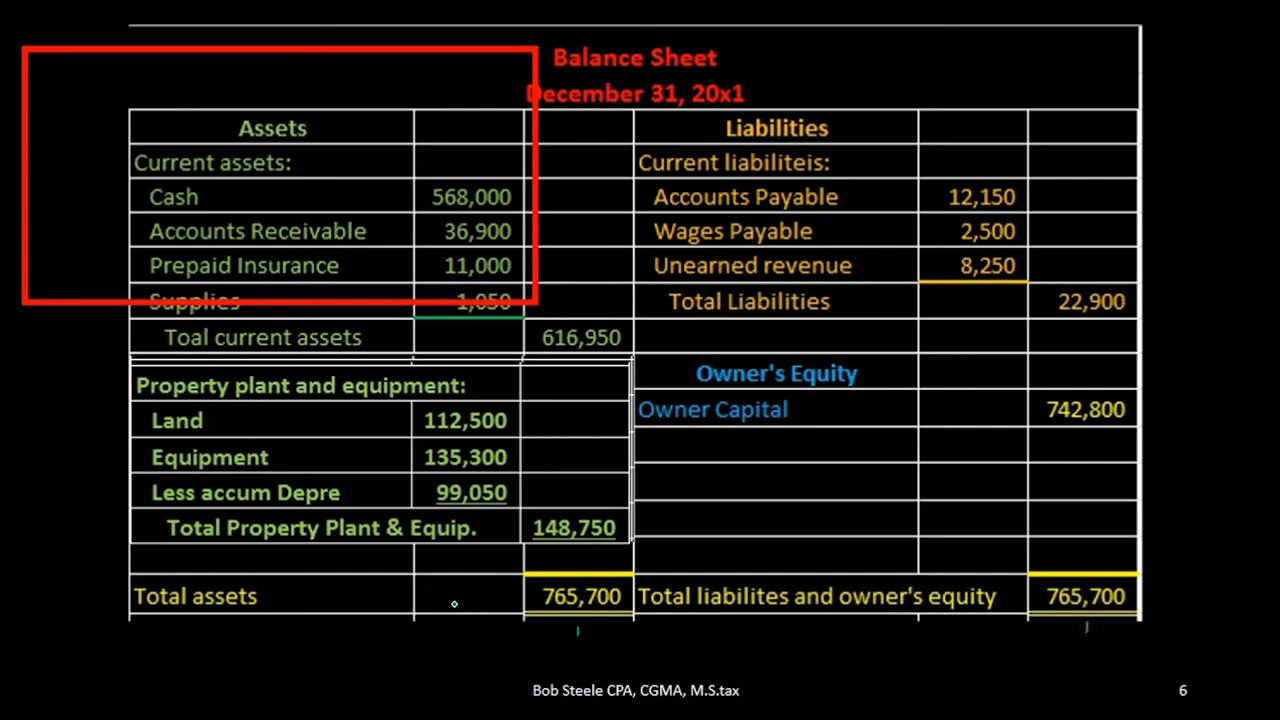 Balance Sheet
December 31, 20x1
Assets
Liabilities
Current assets:
Current liabiliteis:
Cash 568,000
Accounts Payable 12,150
Accounts Receivable 36,900
Wages Payable 2,500
Prepaid Insurance 11,000
Unearned revenue 8,250
Supplies 1,050
Total Liabilities 22,900
Toal current assets 616,950
Owner's Equity
Property plant and equipment:
Owner Capital 742,800
Land 112,500
Equipment 135,300
Less accum Depre 99,050
Total Property Plant & Equip. 148,750
Total assets 765,700
Total liabilites and owner's equity 765,700
I
J
Bob Steele CPA, CGMA, M.S.tax
6